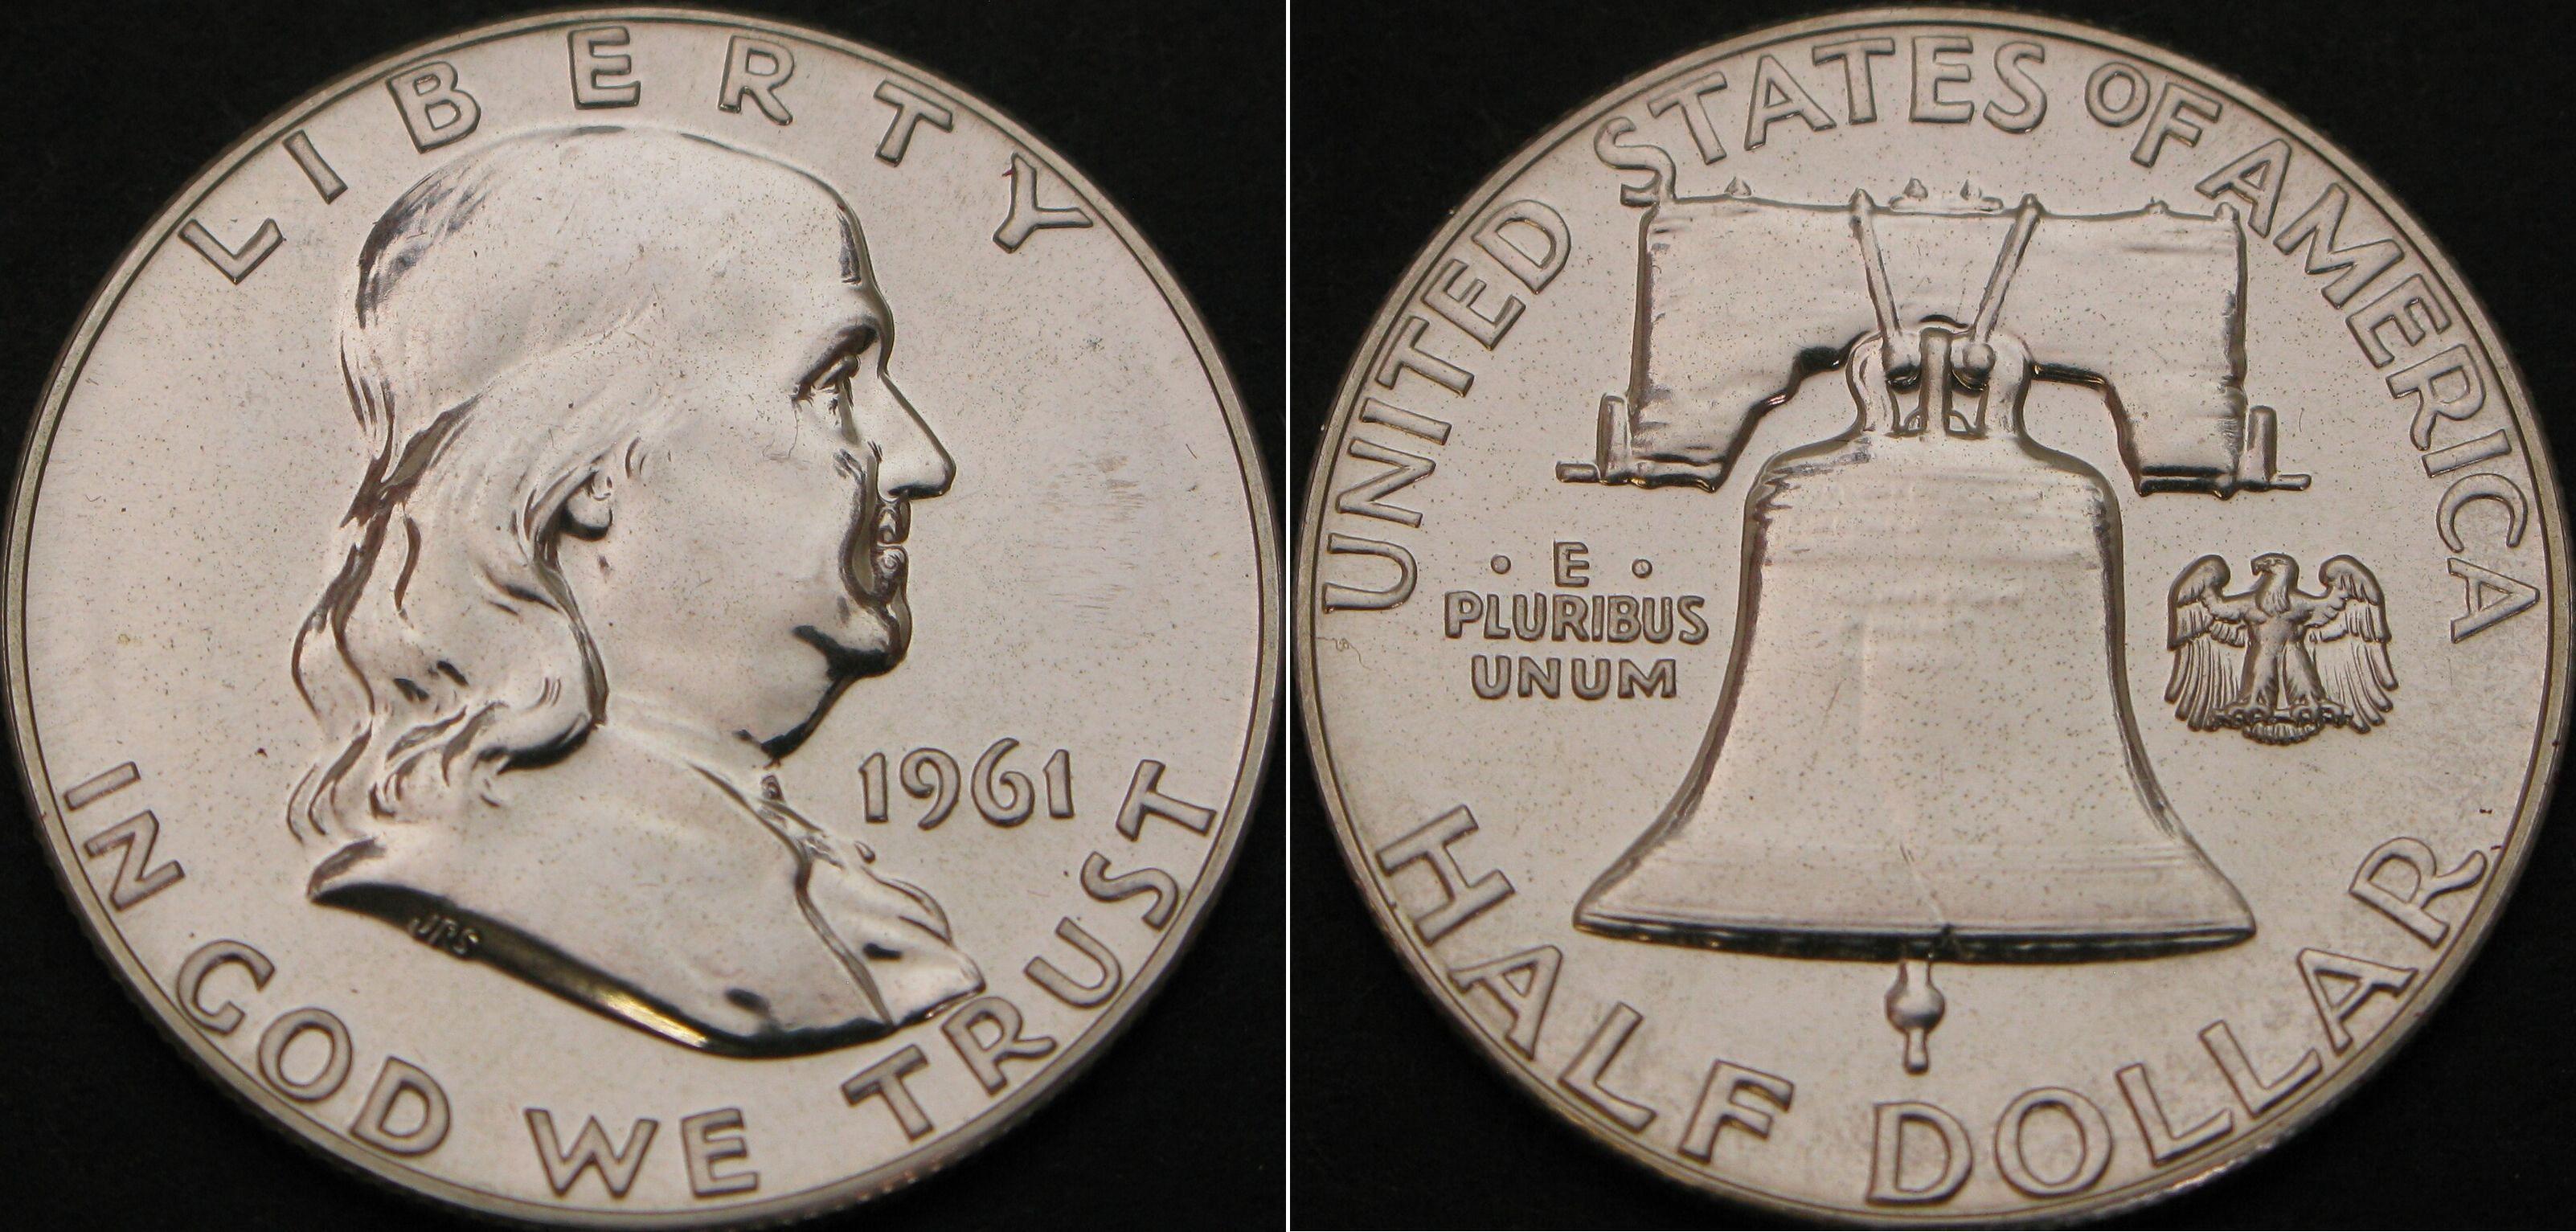 LIBERTY
IN GOD WE TRUST
1961
JRS
UNITED STATES OF AMERICA
· E ·
PLURIBUS
UNUM
HALF DOLLAR